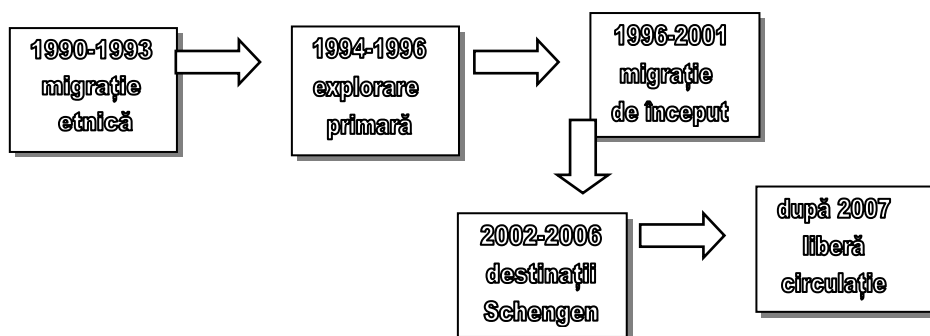 1990-1993
migrație
etnică
1994-1996
explorare
primară
1996-2001
migrație
de început
2002-2006
destinații
Schengen
după 2007
liberă
circulație